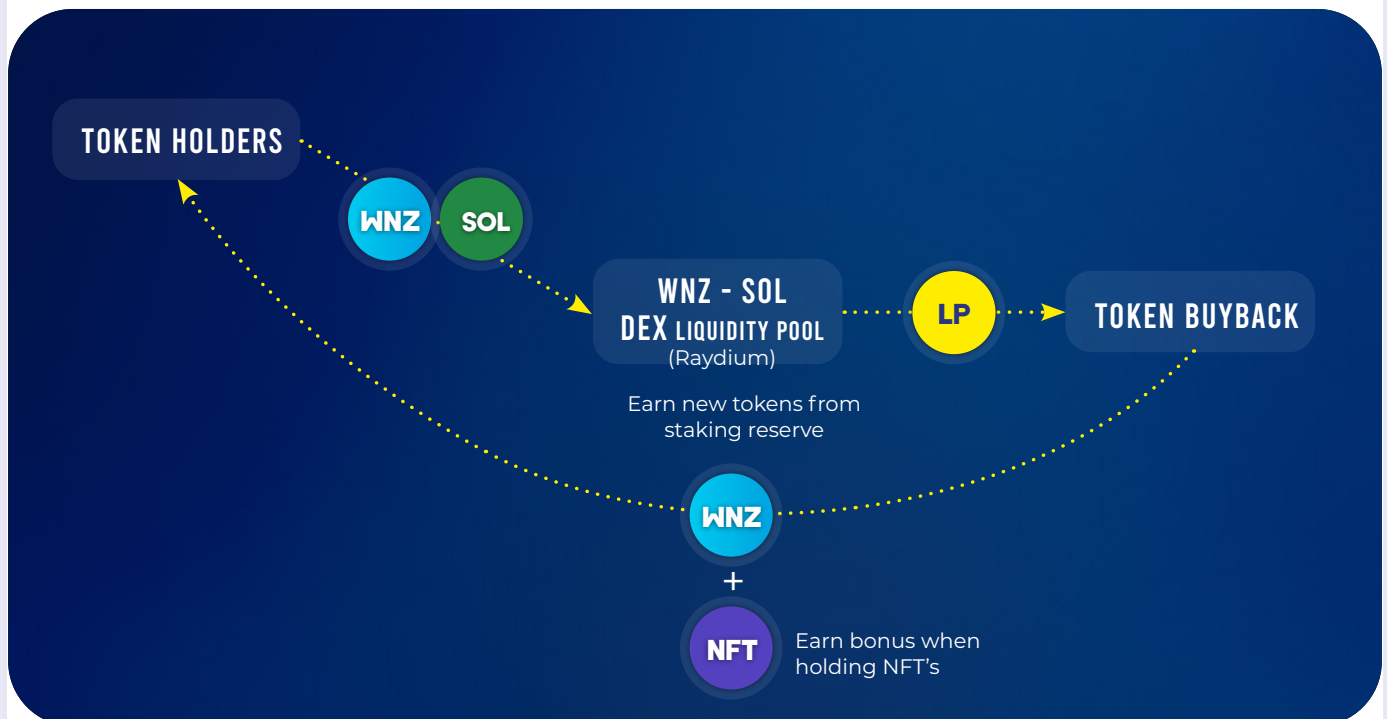 TOKEN HOLDERS
WNZ
SOL
WNZ - SOL
DEX LIQUIDITY POOL
(Raydium)
LP
TOKEN BUYBACK
Earn new tokens from
staking reserve
WNZ
+
NFT
Earn bonus when
holding NFT's